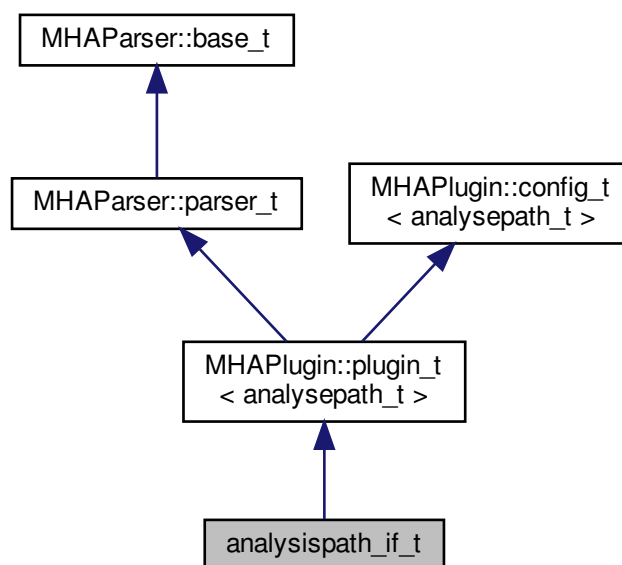 MHAParser::base_t
MHAParser::parser_t
MHAPlugin::config_t
< analysepath_t >
MHAPlugin::plugin_t
< analysepath_t >
analysispath_if_t